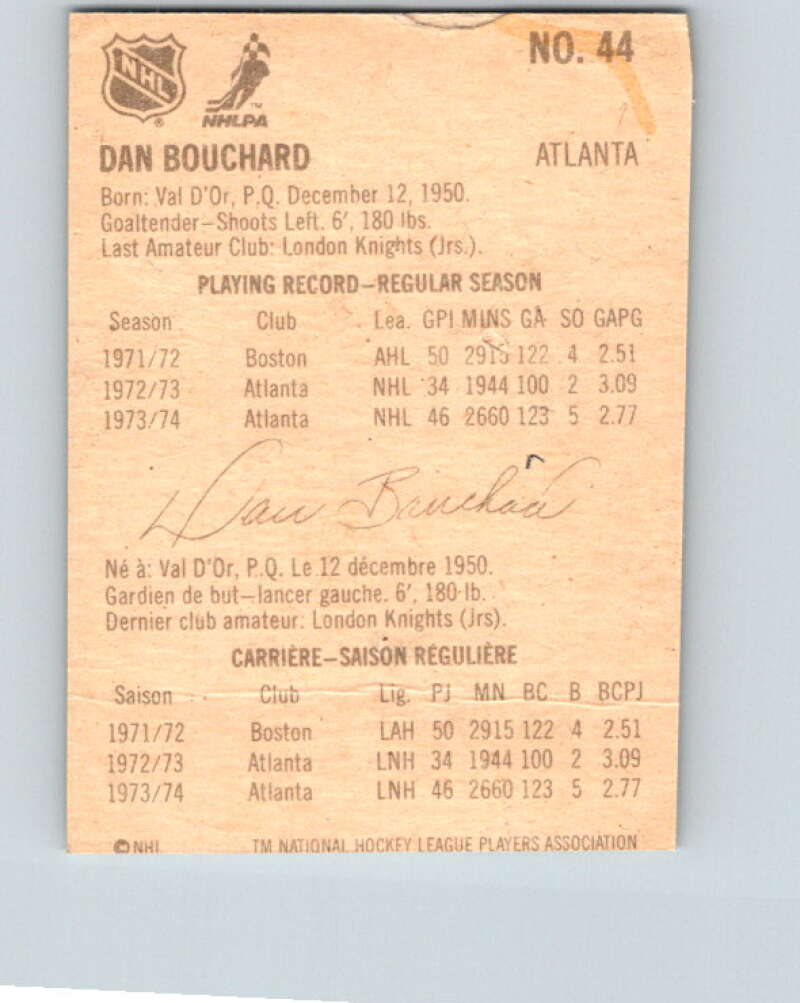 NHL
NHLPA
TM
NO. 44
DAN BOUCHARD ATLANTA
Born: Val D'Or, P.Q. December 12, 1950.
Goaltender—Shoots Left. 6', 180 lbs.
Last Amateur Club: London Knights (Jrs.).
PLAYING RECORD—REGULAR SEASON
Season Club Lea. GPI MINS GA SO GAPG
1971/72 Boston AHL 50 2915 122 4 2.51
1972/73 Atlanta NHL 34 1944 100 2 3.09
1973/74 Atlanta NHL 46 2660 123 5 2.77
Dan Bouchard
Né à: Val D'Or, P.Q. Le 12 décembre 1950.
Gardien de but—lancer gauche. 6', 180 lb.
Dernier club amateur: London Knights (Jrs).
CARRIÈRE—SAISON RÉGULIÈRE
Saison Club Lig. PJ MN BC B BCPJ
1971/72 Boston LAH 50 2915 122 4 2.51
1972/73 Atlanta LNH 34 1944 100 2 3.09
1973/74 Atlanta LNH 46 2660 123 5 2.77
© NHL TM NATIONAL HOCKEY LEAGUE PLAYERS ASSOCIATION